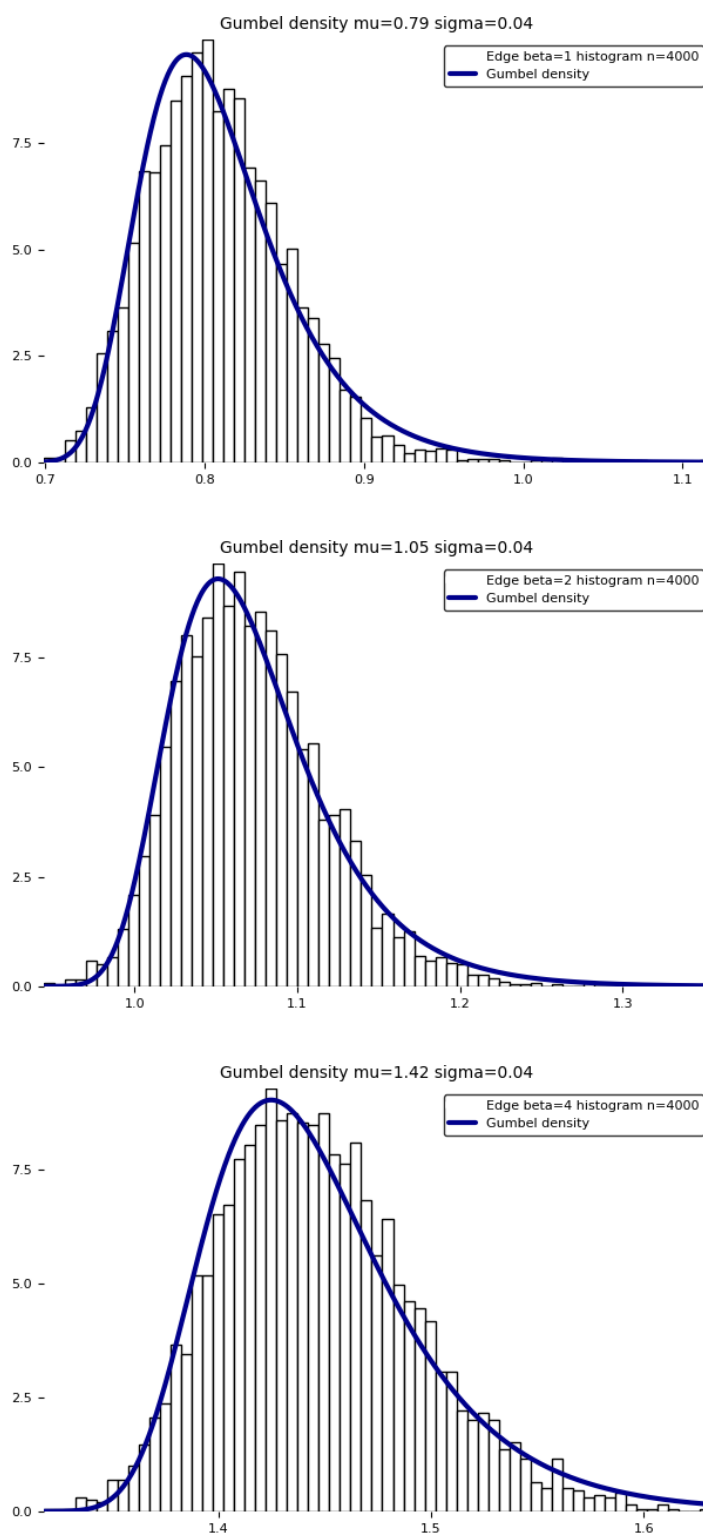 Gumbel density mu=0.79 sigma=0.04
Edge beta=1 histogram n=4000
Gumbel density
7.5
5.0
2.5
0.0
0.7 0.8 0.9 1.0 1.1
Gumbel density mu=1.05 sigma=0.04
Edge beta=2 histogram n=4000
Gumbel density
7.5
5.0
2.5
0.0
1.0 1.1 1.2 1.3
Gumbel density mu=1.42 sigma=0.04
Edge beta=4 histogram n=4000
Gumbel density
7.5
5.0
2.5
0.0
1.4 1.5 1.6